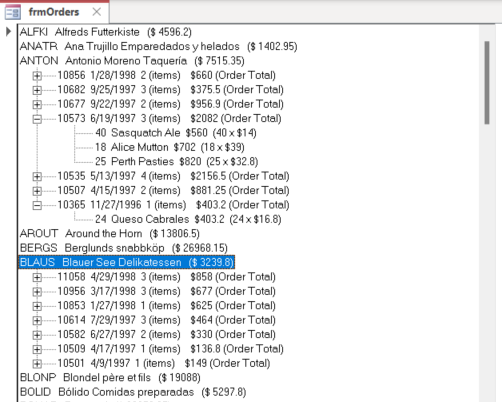 frmOrders
ALFKI Alfreds Futterkiste ($ 4596.2)
ANATR Ana Trujillo Emparedados y helados ($ 1402.95)
ANTON Antonio Moreno Taquería ($ 7515.35)
10856 1/28/1998 2 (items) $660 (Order Total)
10682 9/25/1997 3 (items) $375.5 (Order Total)
10677 9/22/1997 2 (items) $956.9 (Order Total)
10573 6/19/1997 3 (items) $2082 (Order Total)
40 Sasquatch Ale $560 (40 x $14)
18 Alice Mutton $702 (18 x $39)
25 Perth Pasties $820 (25 x $32.8)
10535 5/13/1997 4 (items) $2156.5 (Order Total)
10507 4/15/1997 2 (items) $881.25 (Order Total)
10365 11/27/1996 1 (items) $403.2 (Order Total)
24 Queso Cabrales $403.2 (24 x $16.8)
AROUT Around the Horn ($ 13806.5)
BERGS Berglunds snabbköp ($ 26968.15)
BLAUS Blauer See Delikatessen ($ 3239.8)
11058 4/29/1998 3 (items) $858 (Order Total)
10956 3/17/1998 3 (items) $677 (Order Total)
10853 1/27/1998 1 (items) $625 (Order Total)
10614 7/29/1997 3 (items) $464 (Order Total)
10582 6/27/1997 2 (items) $330 (Order Total)
10509 4/17/1997 1 (items) $136.8 (Order Total)
10501 4/9/1997 1 (items) $149 (Order Total)
BLONP Blondel père et fils ($ 19088)
BOLID Bólido Comidas preparadas ($ 5297.8)